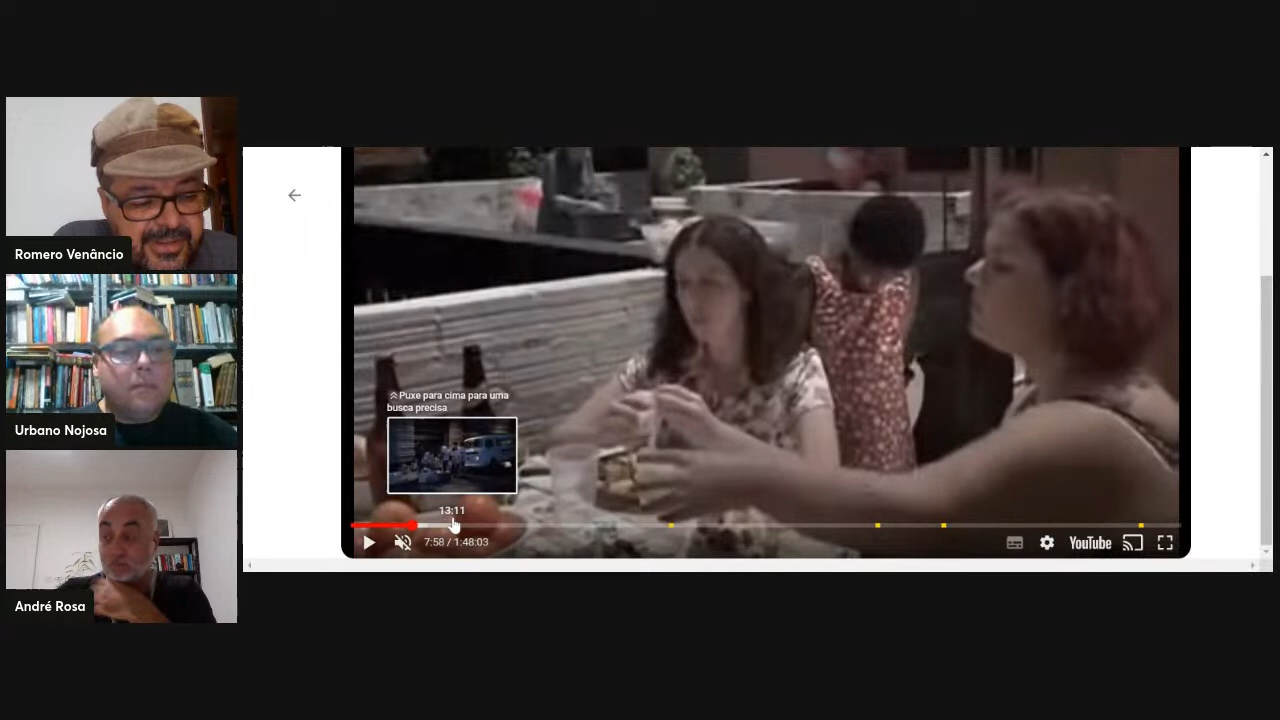 Romero Venâncio
Urbano Nojosa
André Rosa
Puxe para cima para uma
busca precisa
13:11
7:58 / 1:48:03
YouTube